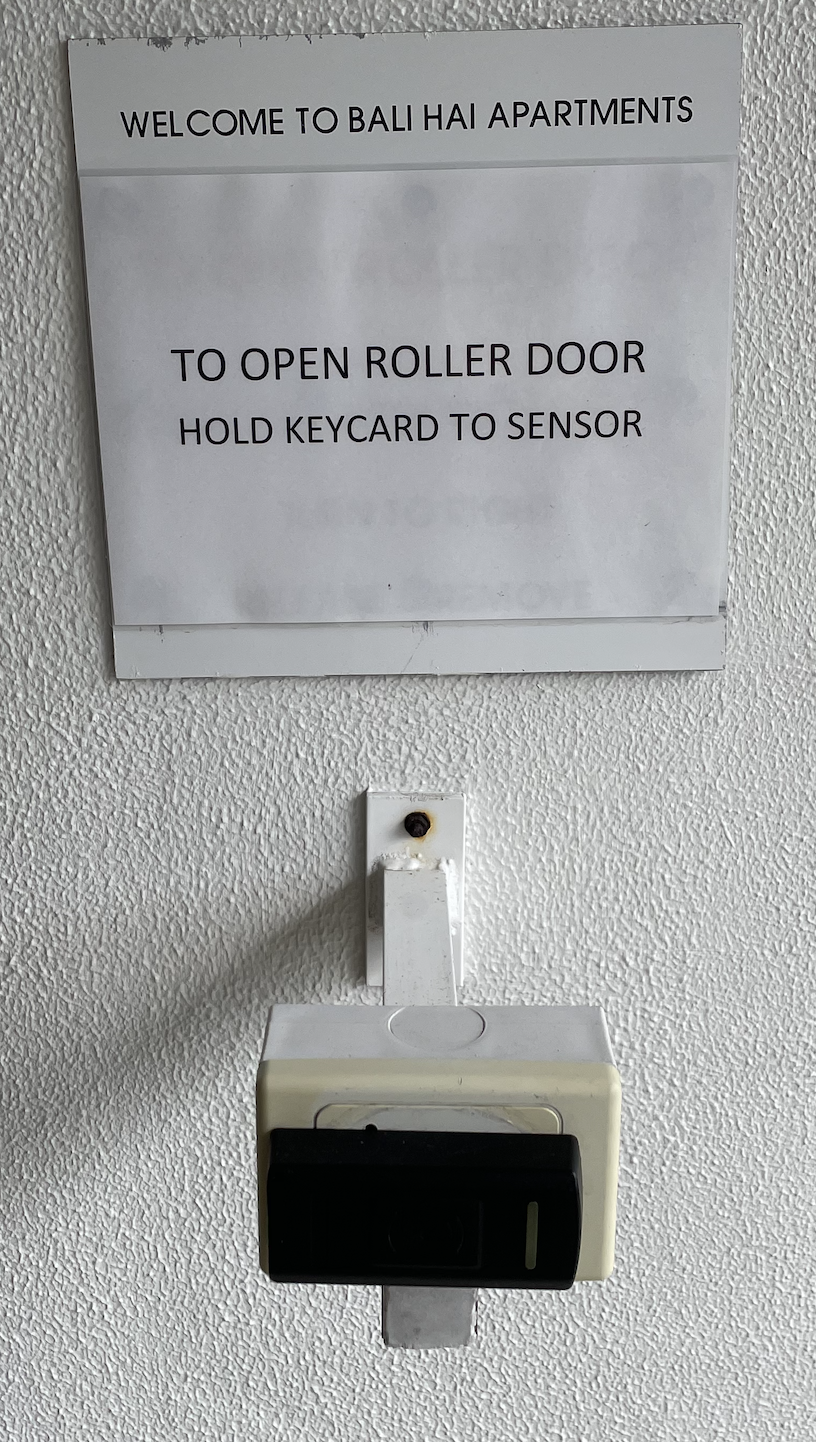 WELCOME TO BALI HAI APARTMENTS
TO OPEN ROLLER DOOR
HOLD KEYCARD TO SENSOR